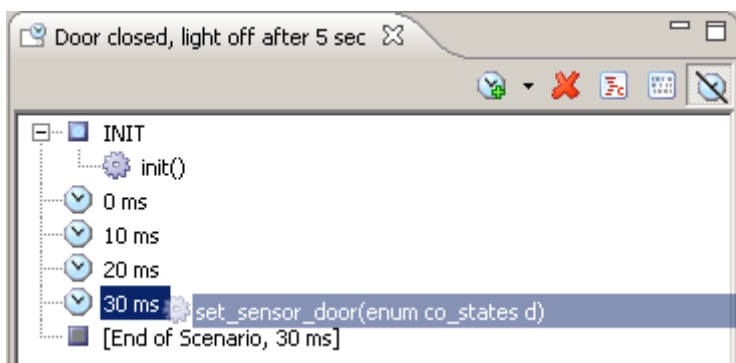 Door closed, light off after 5 sec
INIT
init()
0 ms
10 ms
20 ms
30 ms set_sensor_door(enum co_states d)
[End of Scenario, 30 ms]